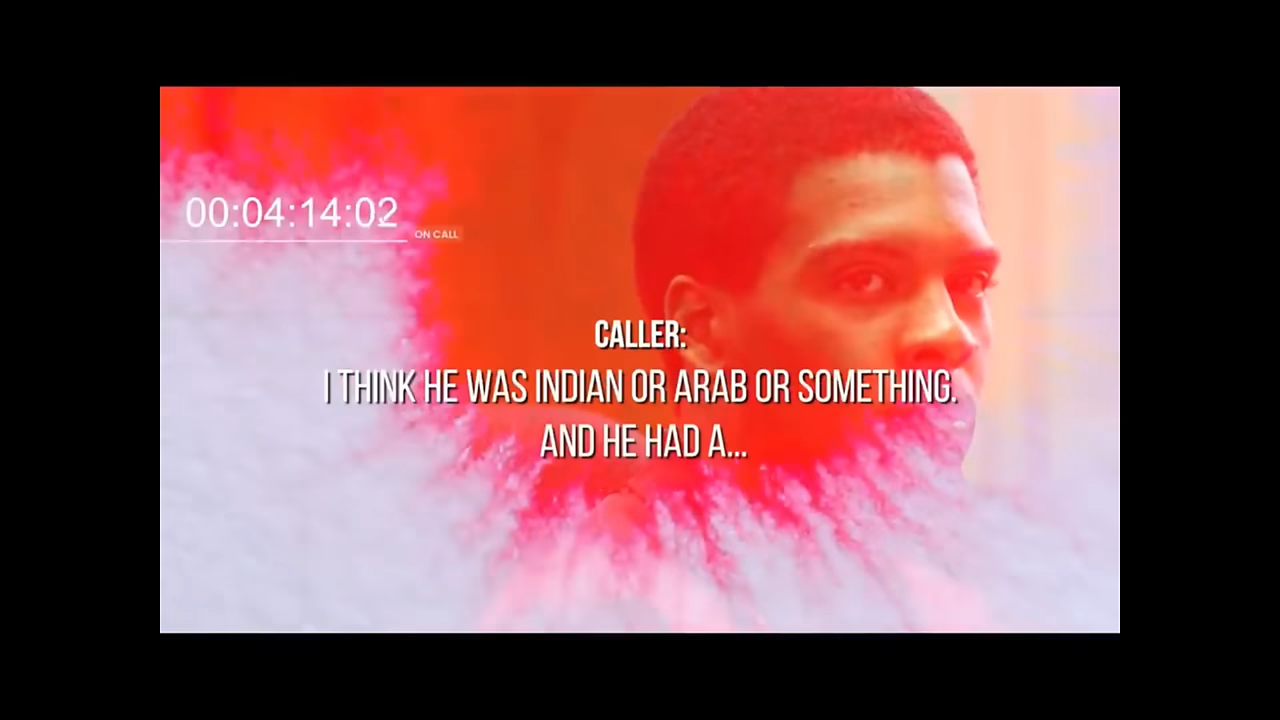 00:04:14:02
ON CALL
CALLER:
I THINK HE WAS INDIAN OR ARAB OR SOMETHING.
AND HE HAD A...